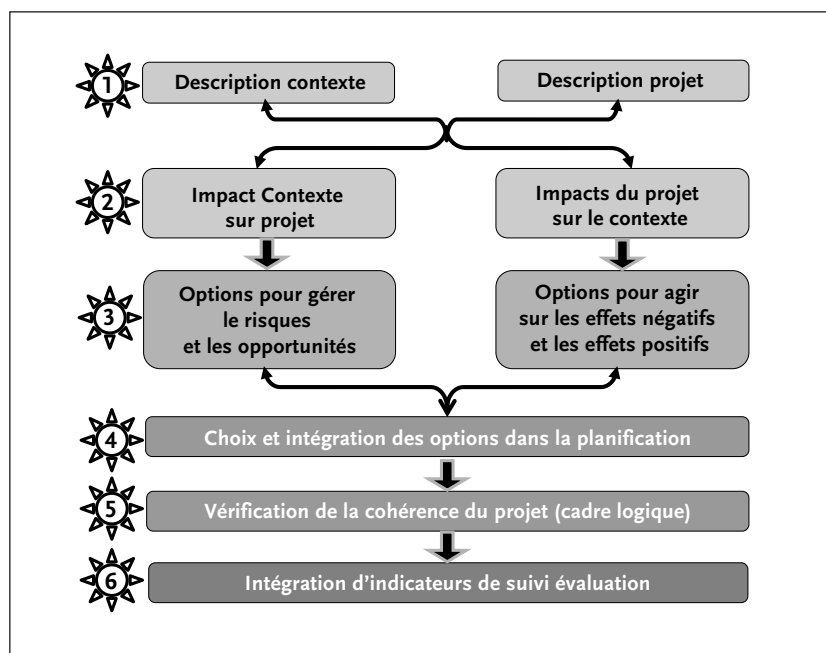 1
Description contexte
Description projet
2
Impact Contexte
sur projet
Impacts du projet
sur le contexte
3
Options pour gérer
le risques
et les opportunités
Options pour agir
sur les effets négatifs
et les effets positifs
4
Choix et intégration des options dans la planification
5
Vérification de la cohérence du projet (cadre logique)
6
Intégration d’indicateurs de suivi évaluation